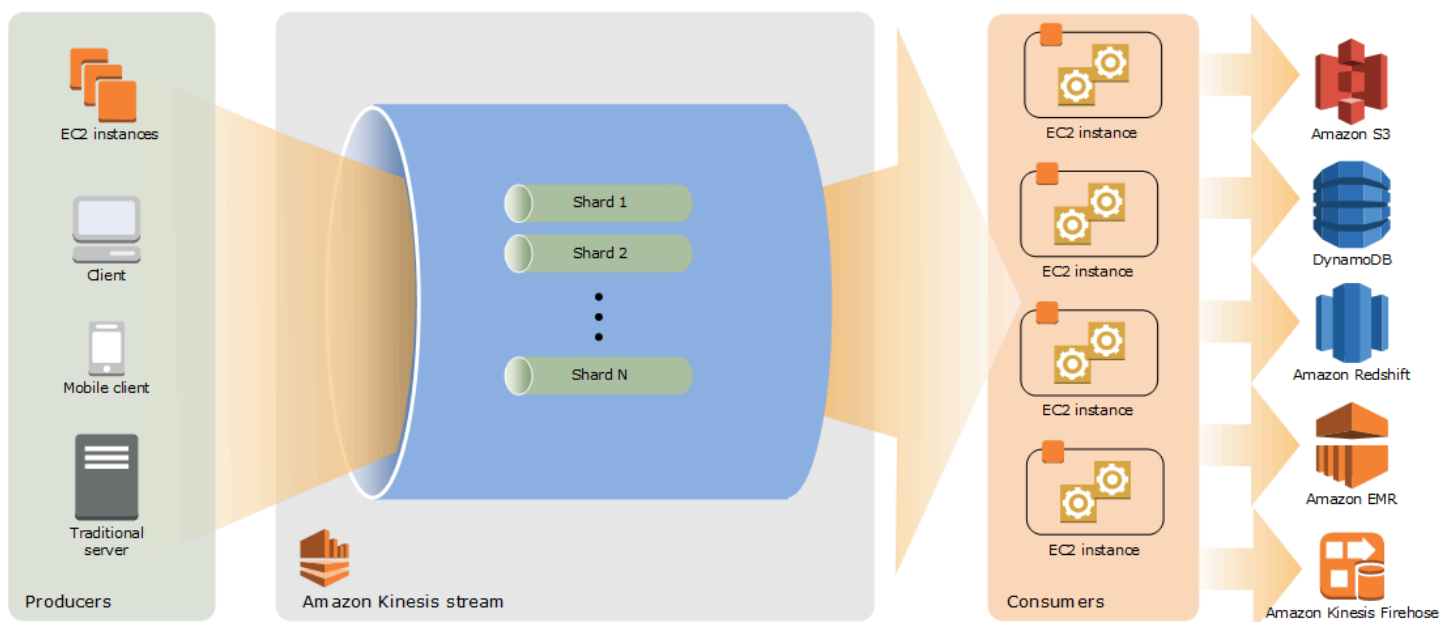 EC2 instances
Client
Mobile client
Traditional
server
Producers
Shard 1
Shard 2
Shard N
Amazon Kinesis stream
EC2 instance
EC2 instance
EC2 instance
EC2 instance
Consumers
Amazon S3
DynamoDB
Amazon Redshift
Amazon EMR
Amazon Kinesis Firehose